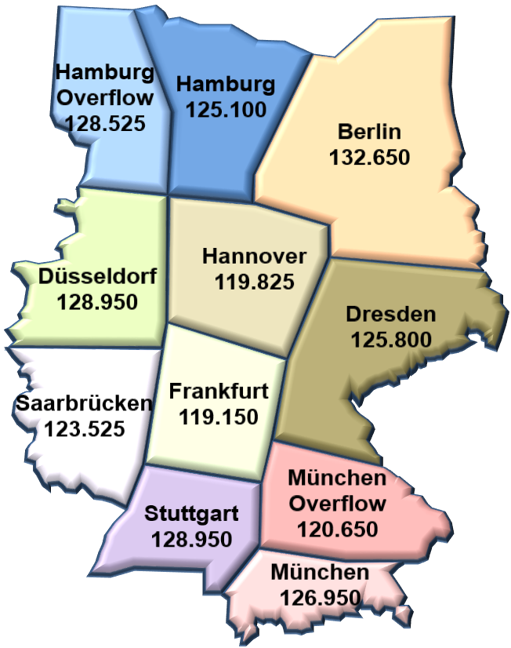 Hamburg
Overflow
128.525
Hamburg
125.100
Berlin
132.650
Düsseldorf
128.950
Hannover
119.825
Dresden
125.800
Saarbrücken
123.525
Frankfurt
119.150
Stuttgart
128.950
München
Overflow
120.650
München
126.950